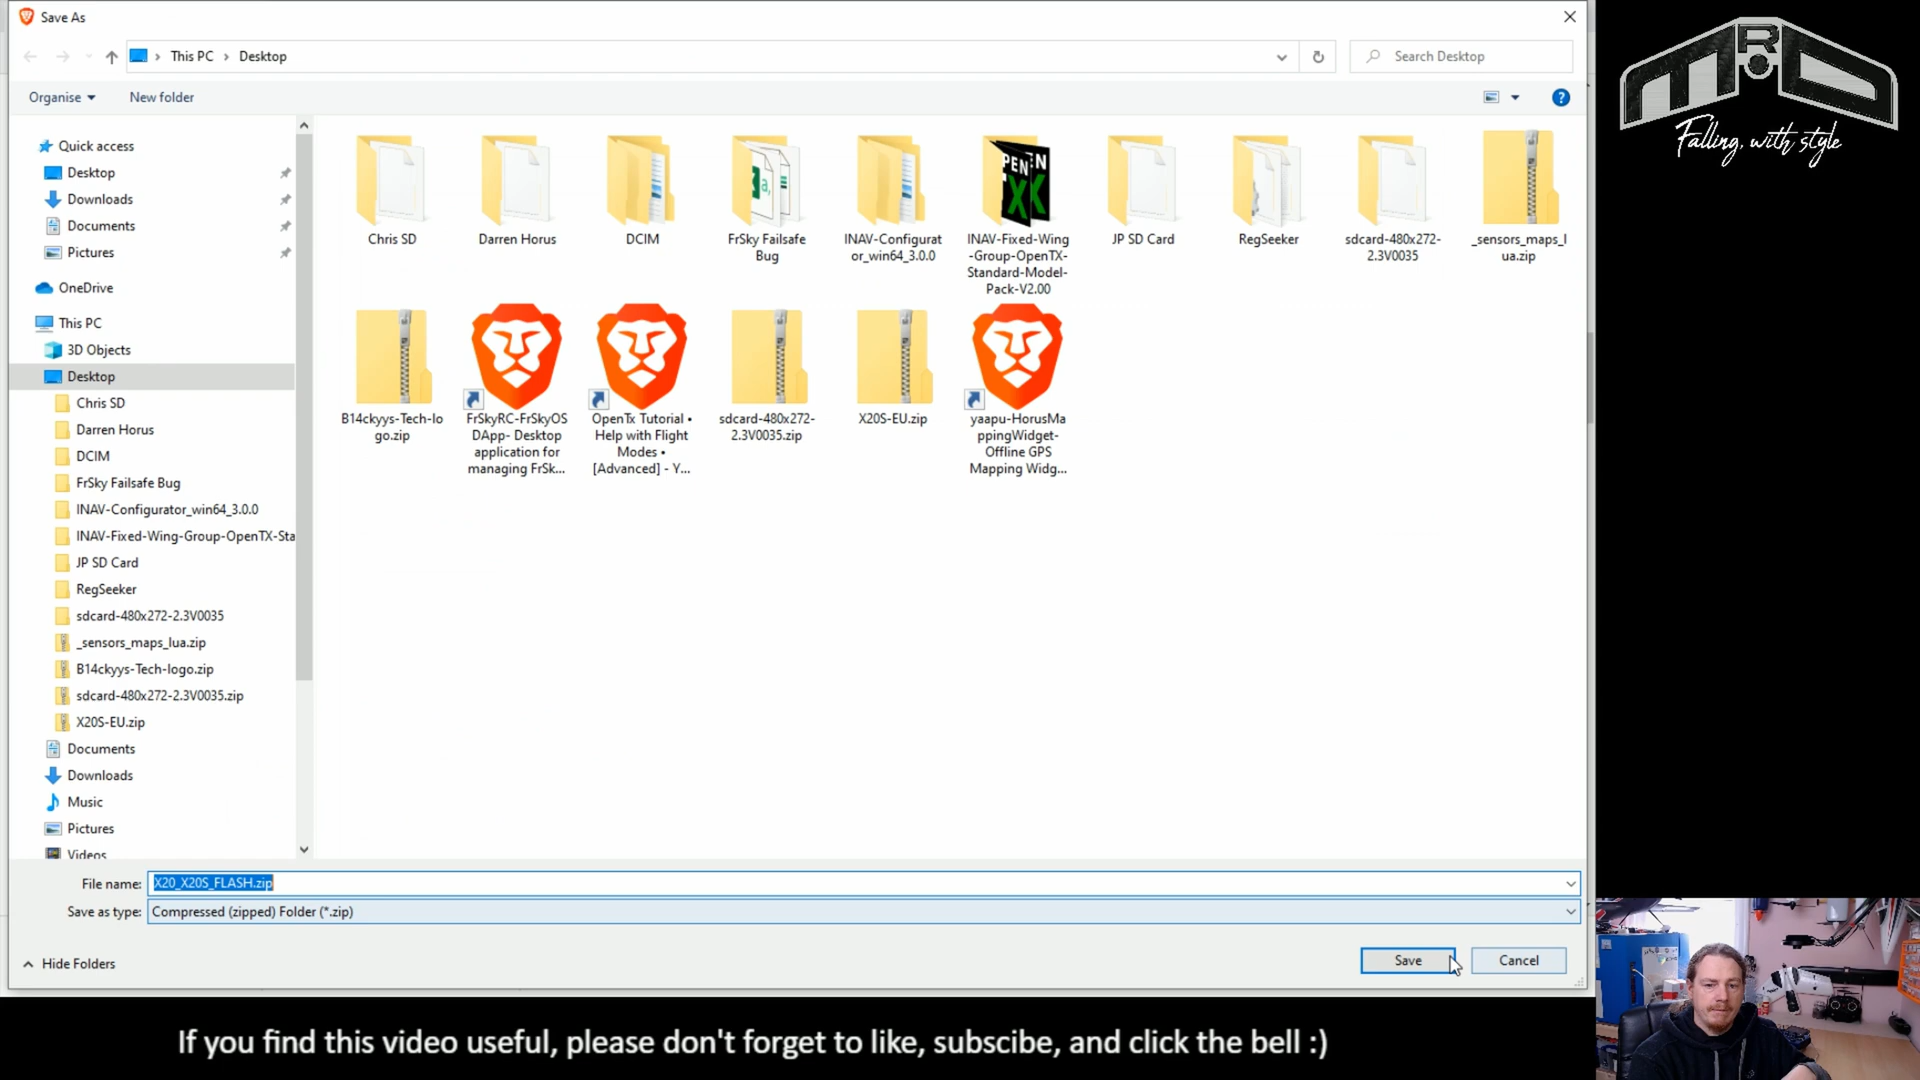 Save As
This PC
Desktop
Search Desktop
Organise
New folder
Quick access
Desktop
Downloads
Documents
Pictures
OneDrive
This PC
3D Objects
Desktop
Chris SD
Darren Horus
DCIM
FrSky Failsafe Bug
INAV-Configurator_win64_3.0.0
INAV-Fixed-Wing-Group-OpenTX-Sta
JP SD Card
RegSeeker
sdcard-480x272-2.3V0035
_sensors_maps_lua.zip
B14ckyys-Tech-logo.zip
sdcard-480x272-2.3V0035.zip
X20S-EU.zip
Documents
Downloads
Music
Pictures
Videos
Chris SD
Darren Horus
DCIM
FrSky Failsafe
Bug
INAV-Configurat
or_win64_3.0.0
INAV-Fixed-Wing
-Group-OpenTX-
Standard-Model-
Pack-V2.00
JP SD Card
RegSeeker
sdcard-480x272-
2.3V0035
_sensors_maps_l
ua.zip
B14ckyys-Tech-lo
go.zip
FrSkyRC-FrSkyOS
DApp- Desktop
application for
managing FrSk...
OpenTx Tutorial •
Help with Flight
Modes •
[Advanced] - Y...
sdcard-480x272-
2.3V0035.zip
X20S-EU.zip
yaapu-HorusMa
ppingWidget-
Offline GPS
Mapping Widg...
File name: X20_X20S_FLASH.zip
Save as type: Compressed (zipped) Folder (*.zip)
Hide Folders
Save
Cancel
MRD
Falling, with style
If you find this video useful, please don't forget to like, subscibe, and click the bell :)